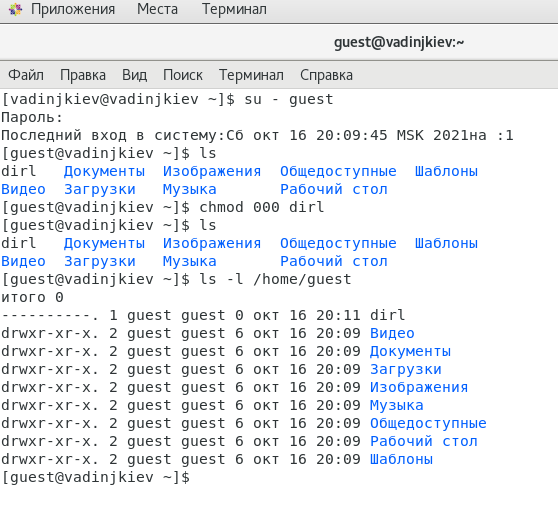 Приложения Места Терминал
guest@vadinjkiev:~
Файл Правка Вид Поиск Терминал Справка
[vadinjkiev@vadinjkiev ~]$ su - guest
Пароль:
Последний вход в систему:Сб окт 16 20:09:45 MSK 2021на :1
[guest@vadinjkiev ~]$ ls
dirl Документы Изображения Общедоступные Шаблоны
Видео Загрузки Музыка Рабочий стол
[guest@vadinjkiev ~]$ chmod 000 dirl
[guest@vadinjkiev ~]$ ls
dirl Документы Изображения Общедоступные Шаблоны
Видео Загрузки Музыка Рабочий стол
[guest@vadinjkiev ~]$ ls -l /home/guest
итого 0
----------. 1 guest guest 0 окт 16 20:11 dirl
drwxr-xr-x. 2 guest guest 6 окт 16 20:09 Видео
drwxr-xr-x. 2 guest guest 6 окт 16 20:09 Документы
drwxr-xr-x. 2 guest guest 6 окт 16 20:09 Загрузки
drwxr-xr-x. 2 guest guest 6 окт 16 20:09 Изображения
drwxr-xr-x. 2 guest guest 6 окт 16 20:09 Музыка
drwxr-xr-x. 2 guest guest 6 окт 16 20:09 Общедоступные
drwxr-xr-x. 2 guest guest 6 окт 16 20:09 Рабочий стол
drwxr-xr-x. 2 guest guest 6 окт 16 20:09 Шаблоны
[guest@vadinjkiev ~]$